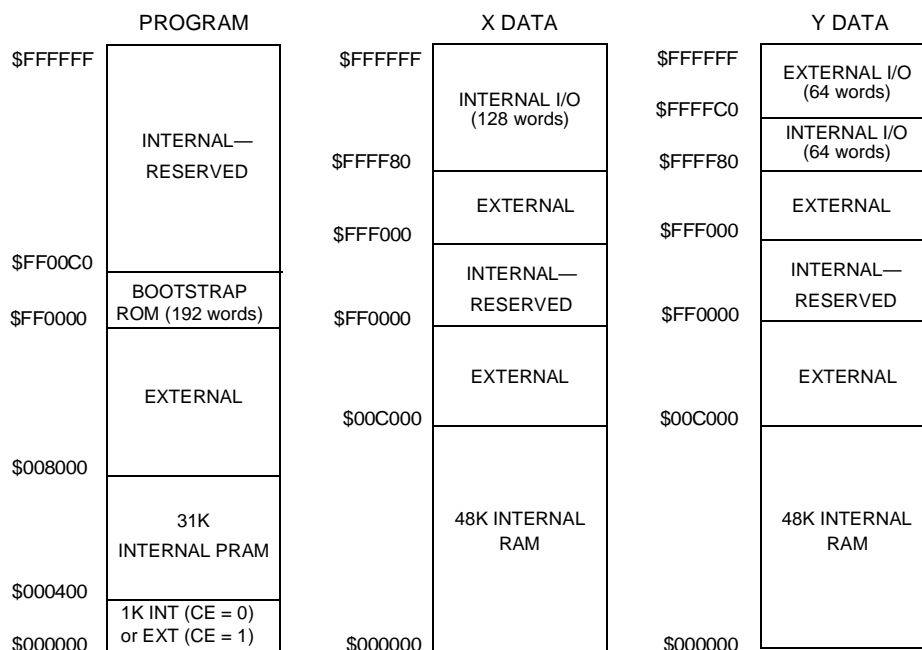 PROGRAM
$FFFFFF
INTERNAL—
RESERVED
$FF00C0
BOOTSTRAP
ROM (192 words)
$FF0000
EXTERNAL
$008000
31K
INTERNAL PRAM
$000400
1K INT (CE = 0)
or EXT (CE = 1)
$000000
X DATA
$FFFFFF
INTERNAL I/O
(128 words)
$FFFF80
EXTERNAL
$FFF000
INTERNAL—
RESERVED
$FF0000
EXTERNAL
$00C000
48K INTERNAL
RAM
$000000
Y DATA
$FFFFFF
EXTERNAL I/O
(64 words)
$FFFFC0
INTERNAL I/O
(64 words)
$FFFF80
EXTERNAL
$FFF000
INTERNAL—
RESERVED
$FF0000
EXTERNAL
$00C000
48K INTERNAL
RAM
$000000